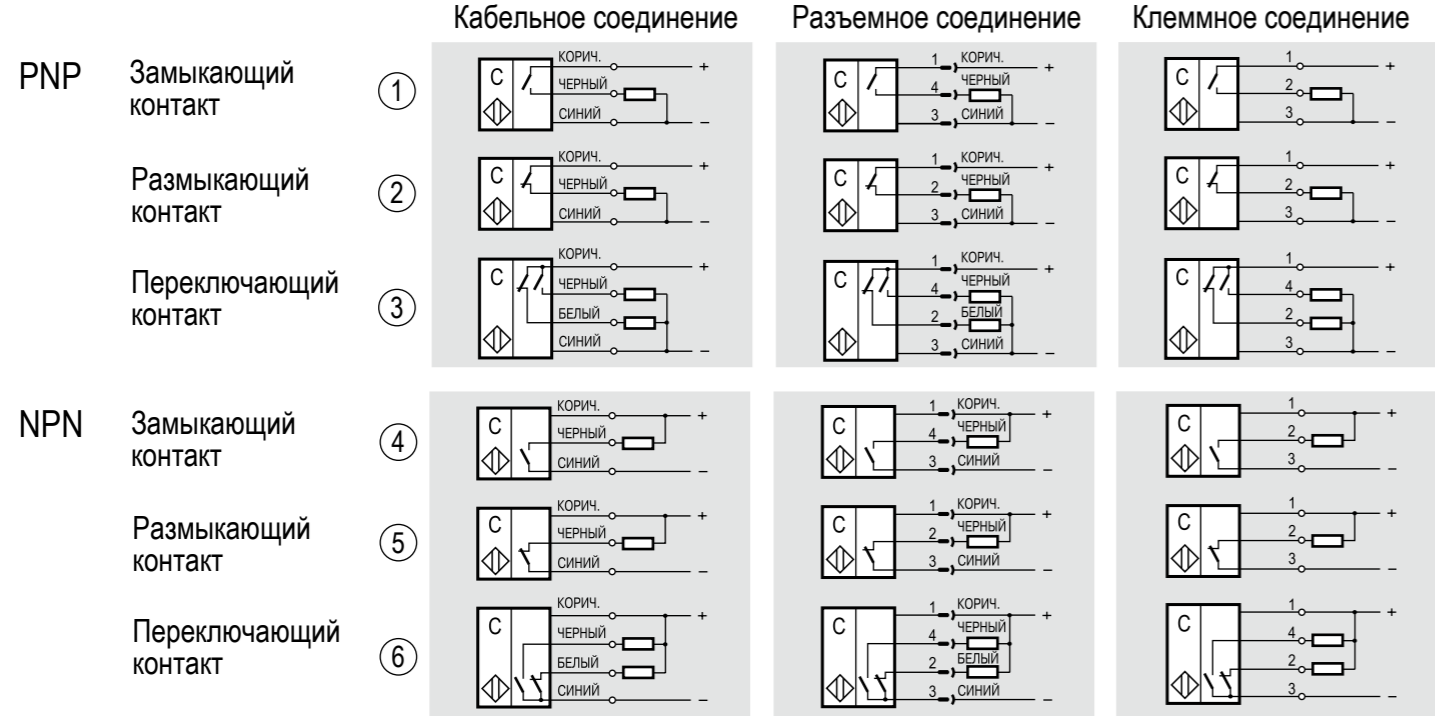 Кабельное соединение Разъемное соединение Клеммное соединение
PNP Замыкающий контакт 1
С КОРИЧ. + ЧЕРНЫЙ СИНИЙ –
С 1 КОРИЧ. + 4 ЧЕРНЫЙ 3 СИНИЙ –
С 1 + 2 3 –
Размыкающий контакт 2
С КОРИЧ. + ЧЕРНЫЙ СИНИЙ –
С 1 КОРИЧ. + 2 ЧЕРНЫЙ 3 СИНИЙ –
С 1 + 2 3 –
Переключающий контакт 3
С КОРИЧ. + ЧЕРНЫЙ БЕЛЫЙ СИНИЙ –
С 1 КОРИЧ. + 4 ЧЕРНЫЙ 2 БЕЛЫЙ 3 СИНИЙ –
С 1 + 4 2 3 –
NPN Замыкающий контакт 4
С КОРИЧ. + ЧЕРНЫЙ СИНИЙ –
С 1 КОРИЧ. + 4 ЧЕРНЫЙ 3 СИНИЙ –
С 1 + 2 3 –
Размыкающий контакт 5
С КОРИЧ. + ЧЕРНЫЙ СИНИЙ –
С 1 КОРИЧ. + 2 ЧЕРНЫЙ 3 СИНИЙ –
С 1 + 2 3 –
Переключающий контакт 6
С КОРИЧ. + ЧЕРНЫЙ БЕЛЫЙ СИНИЙ –
С 1 КОРИЧ. + 4 ЧЕРНЫЙ 2 БЕЛЫЙ 3 СИНИЙ –
С 1 + 4 2 3 –